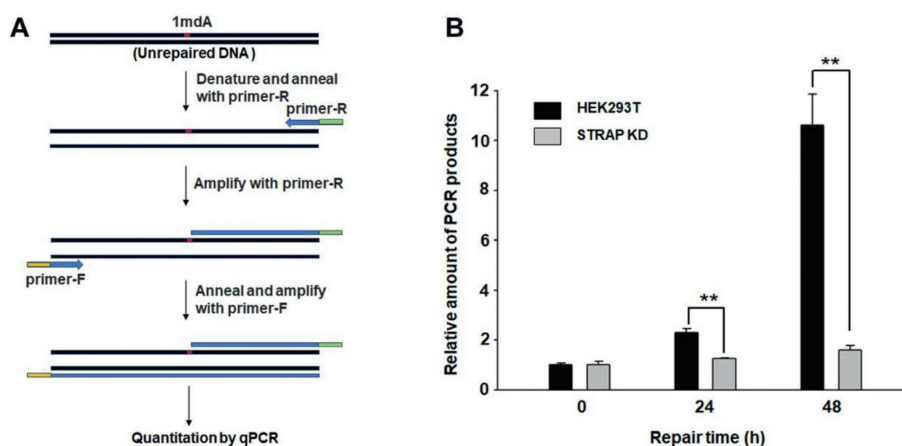 A
1mdA
(Unrepaired DNA)
Denature and anneal
with primer-R
primer-R
Amplify with primer-R
primer-F
Anneal and amplify
with primer-F
Quantitation by qPCR
B
Relative amount of PCR products
12
10
8
6
4
2
0
HEK293T
STRAP KD
**
**
0 24 48
Repair time (h)